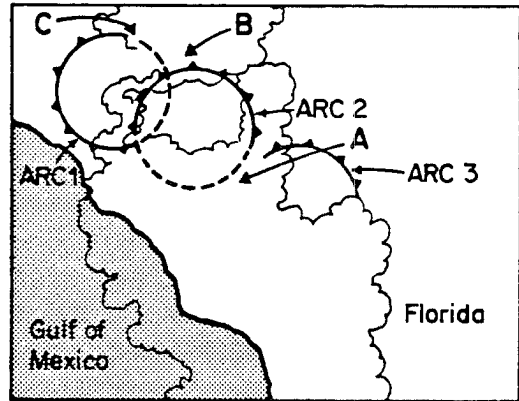 C
B
ARC 2
A
ARC 1
ARC 3
Florida
Gulf of
Mexico